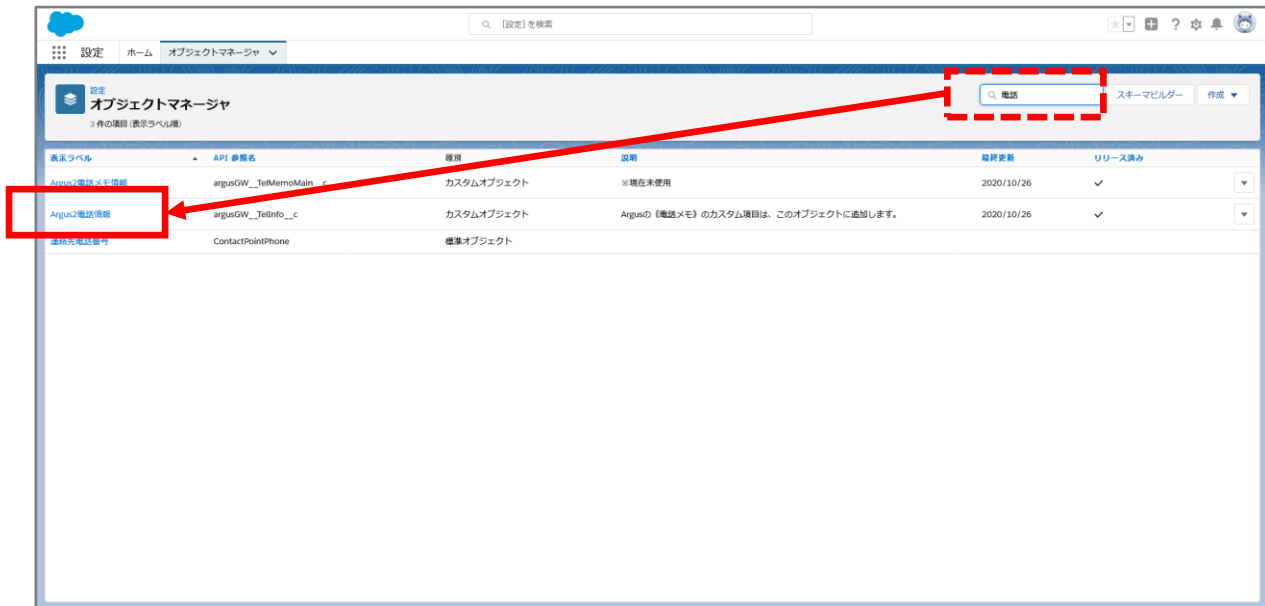 [設定] を検索
設定 ホーム オブジェクトマネージャ
設定
オブジェクトマネージャ
3 件の項目 (表示ラベル順)
電話 スキーマビルダー 作成
表示ラベル API 参照名 種別 説明 最終更新 リリース済み
Argus2電話メモ情報 argusGW__TelMemoMain__c カスタムオブジェクト ※現在未使用 2020/10/26
Argus2電話情報 argusGW__TelInfo__c カスタムオブジェクト Argusの《電話メモ》のカスタム項目は、このオブジェクトに追加します。 2020/10/26
連絡先電話番号 ContactPointPhone 標準オブジェクト